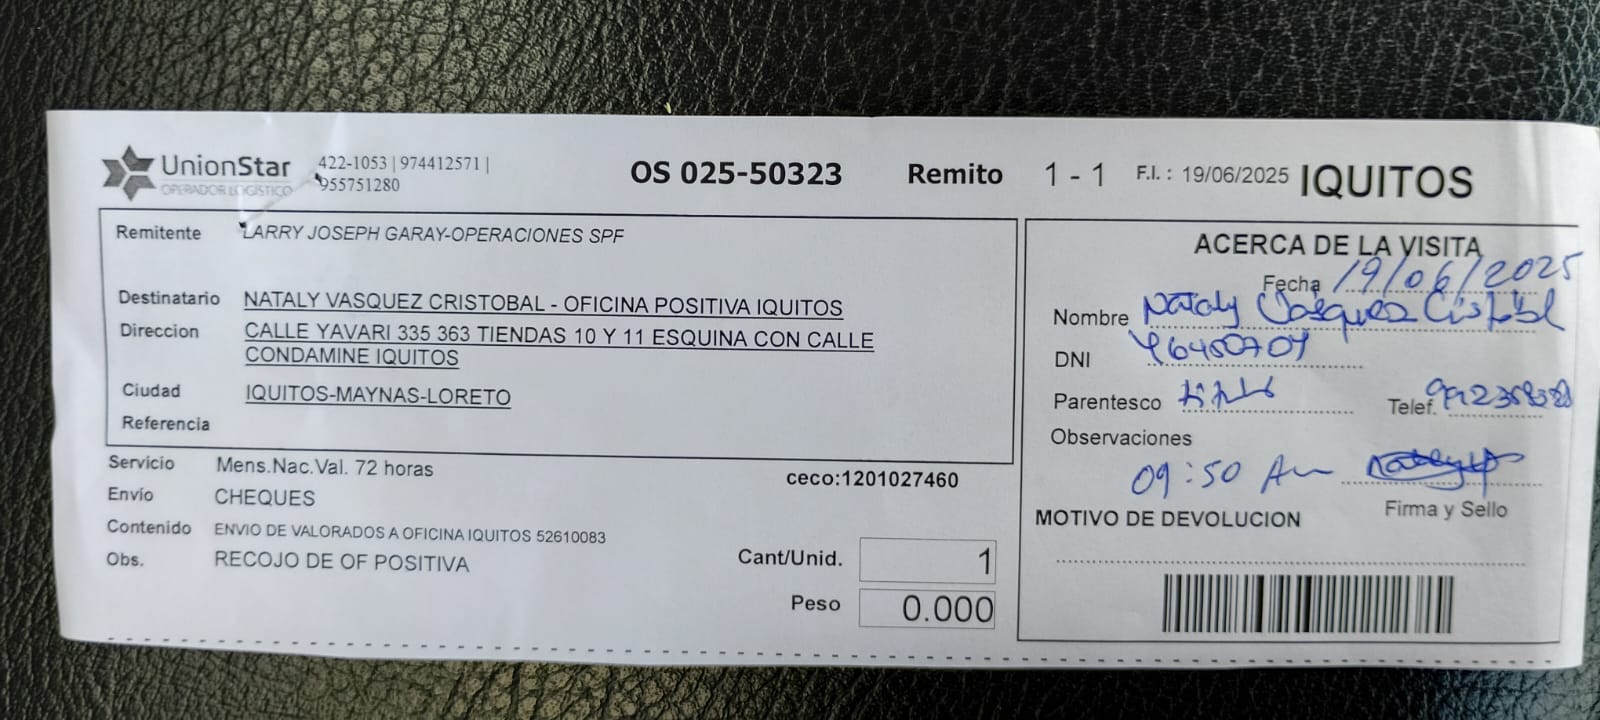 UnionStar
OPERADOR LOGÍSTICO
422-1053 | 974412571 |
955751280
OS 025-50323
Remito 1 - 1
F.I. : 19/06/2025
IQUITOS
Remitente LARRY JOSEPH GARAY-OPERACIONES SPF
Destinatario NATALY VASQUEZ CRISTOBAL - OFICINA POSITIVA IQUITOS
Direccion CALLE YAVARI 335 363 TIENDAS 10 Y 11 ESQUINA CON CALLE
CONDAMINE IQUITOS
Ciudad IQUITOS-MAYNAS-LORETO
Referencia
Servicio Mens.Nac.Val. 72 horas
ceco:1201027460
Envío CHEQUES
Contenido ENVIO DE VALORADOS A OFICINA IQUITOS 52610083
Obs. RECOJO DE OF POSITIVA
Cant/Unid. 1
Peso 0.000
ACERCA DE LA VISITA
Fecha 19/06/2025
Nombre Nataly Vasquez Cristobal
DNI
Parentesco
Telef.
Observaciones
09:50 Am
Firma y Sello
MOTIVO DE DEVOLUCION